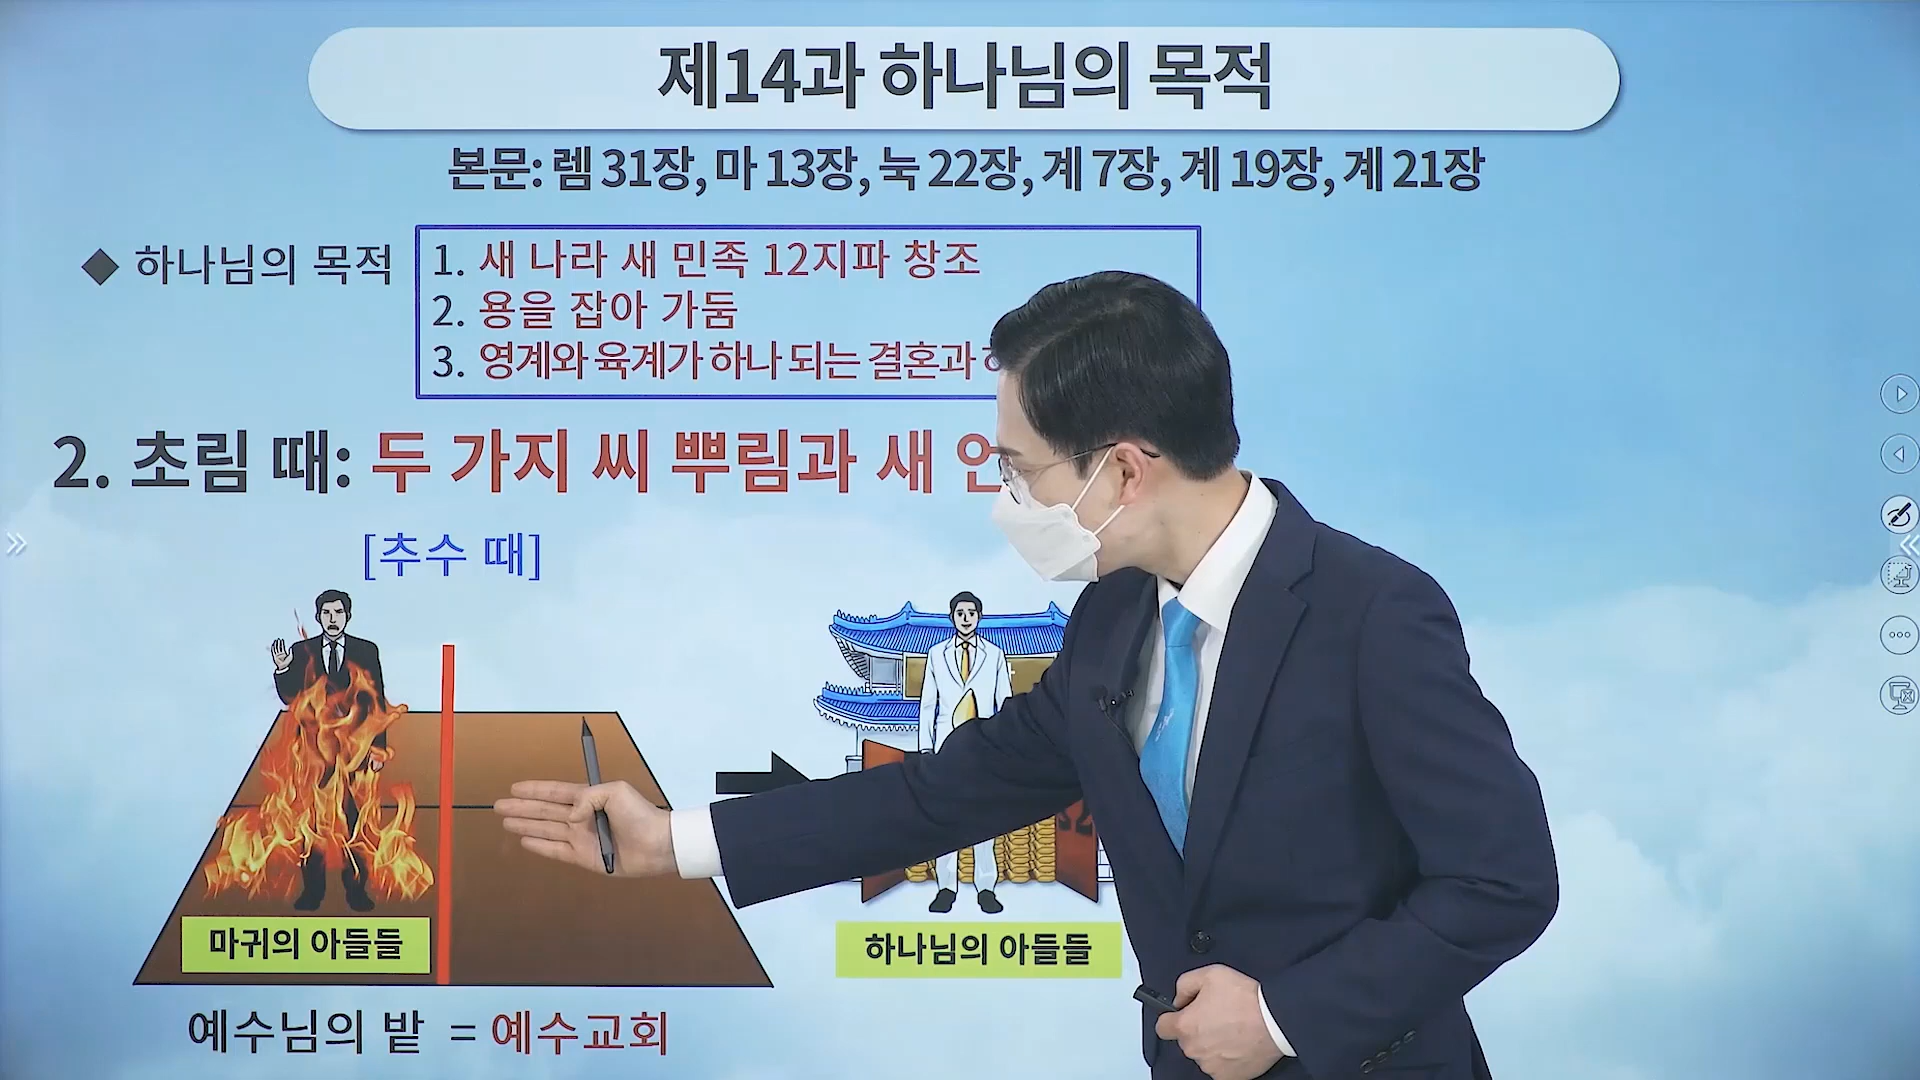 제14과 하나님의 목적
본문: 렘 31장, 마 13장, 눅 22장, 계 7장, 계 19장, 계 21장
◆ 하나님의 목적
1. 새 나라 새 민족 12지파 창조
2. 용을 잡아 가둠
3. 영계와 육계가 하나 되는 결혼과
2. 초림 때: 두 가지 씨 뿌림과 새
[추수 때]
마귀의 아들들
하나님의 아들들
예수님의 밭 = 예수교회